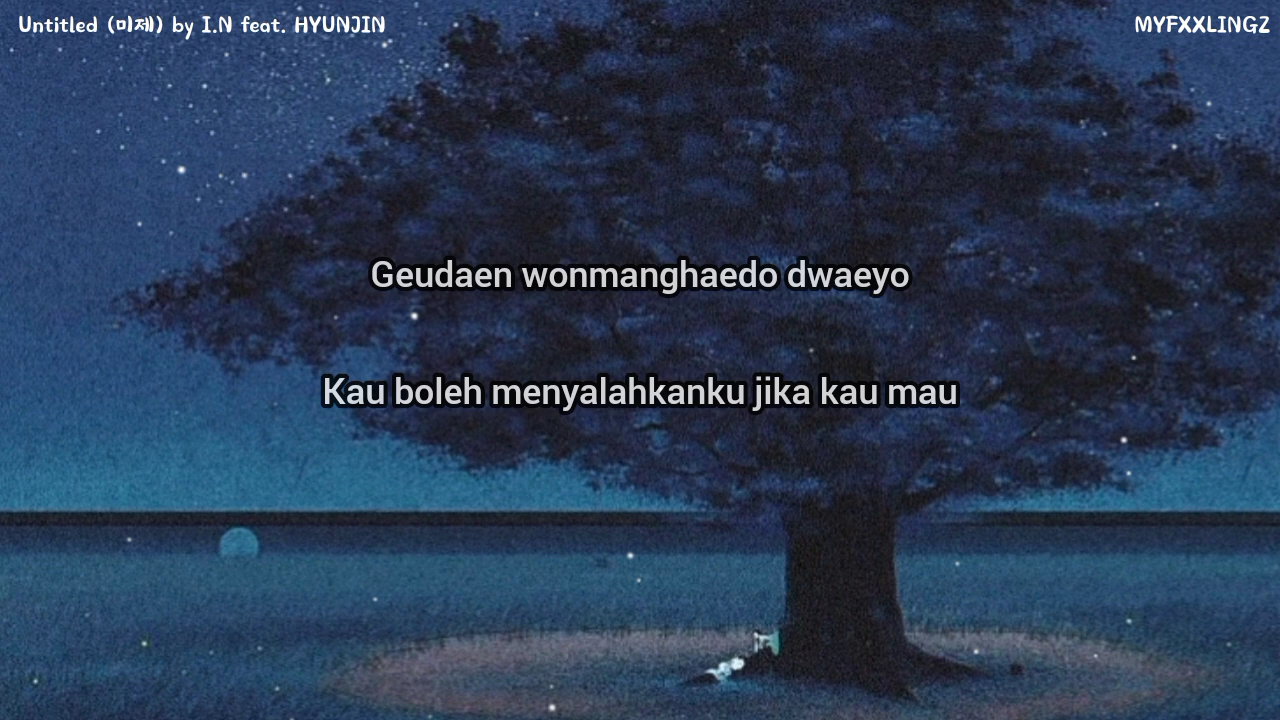 Untitled (미제) by I.N feat. HYUNJIN
MYFXXLINGZ
Geudaen wonmanghaedo dwaeyo
Kau boleh menyalahkanku jika kau mau